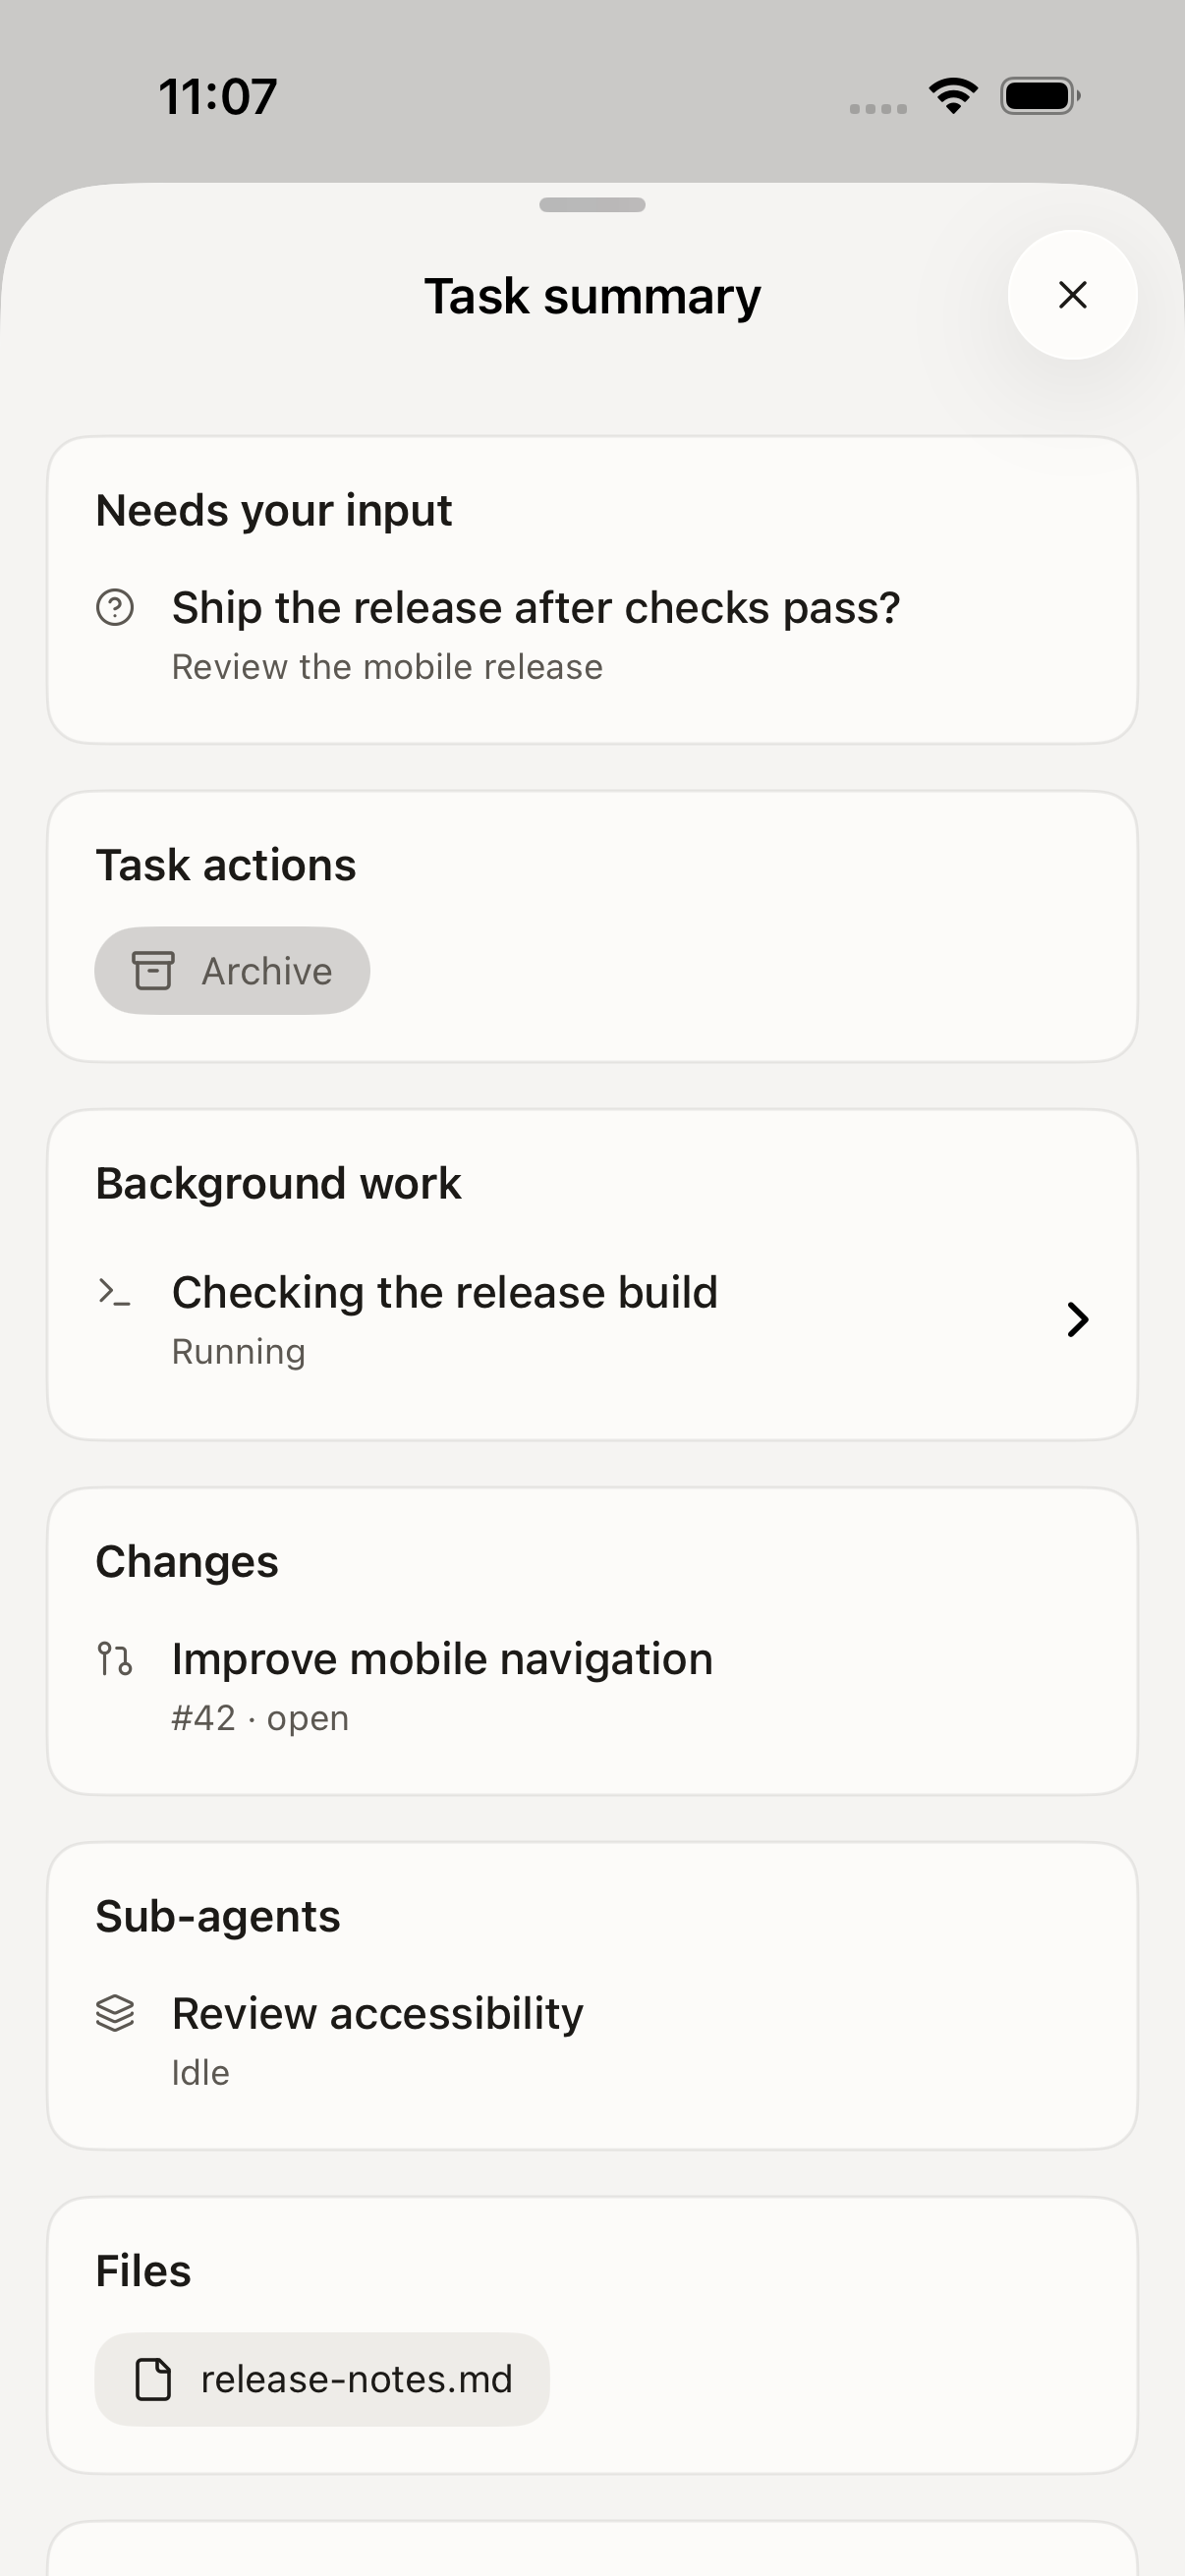 11:07
Task summary
Needs your input
Ship the release after checks pass?
Review the mobile release
Task actions
Archive
Background work
Checking the release build
Running
Changes
Improve mobile navigation
#42 · open
Sub-agents
Review accessibility
Idle
Files
release-notes.md